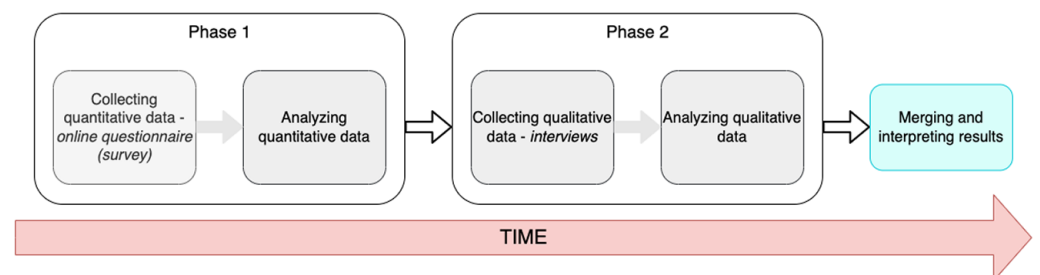 Phase 1
Collecting
quantitative data -
online questionnaire
(survey)
Analyzing
quantitative data
Phase 2
Collecting qualitative
data - interviews
Analyzing qualitative
data
Merging and
interpreting results
TIME